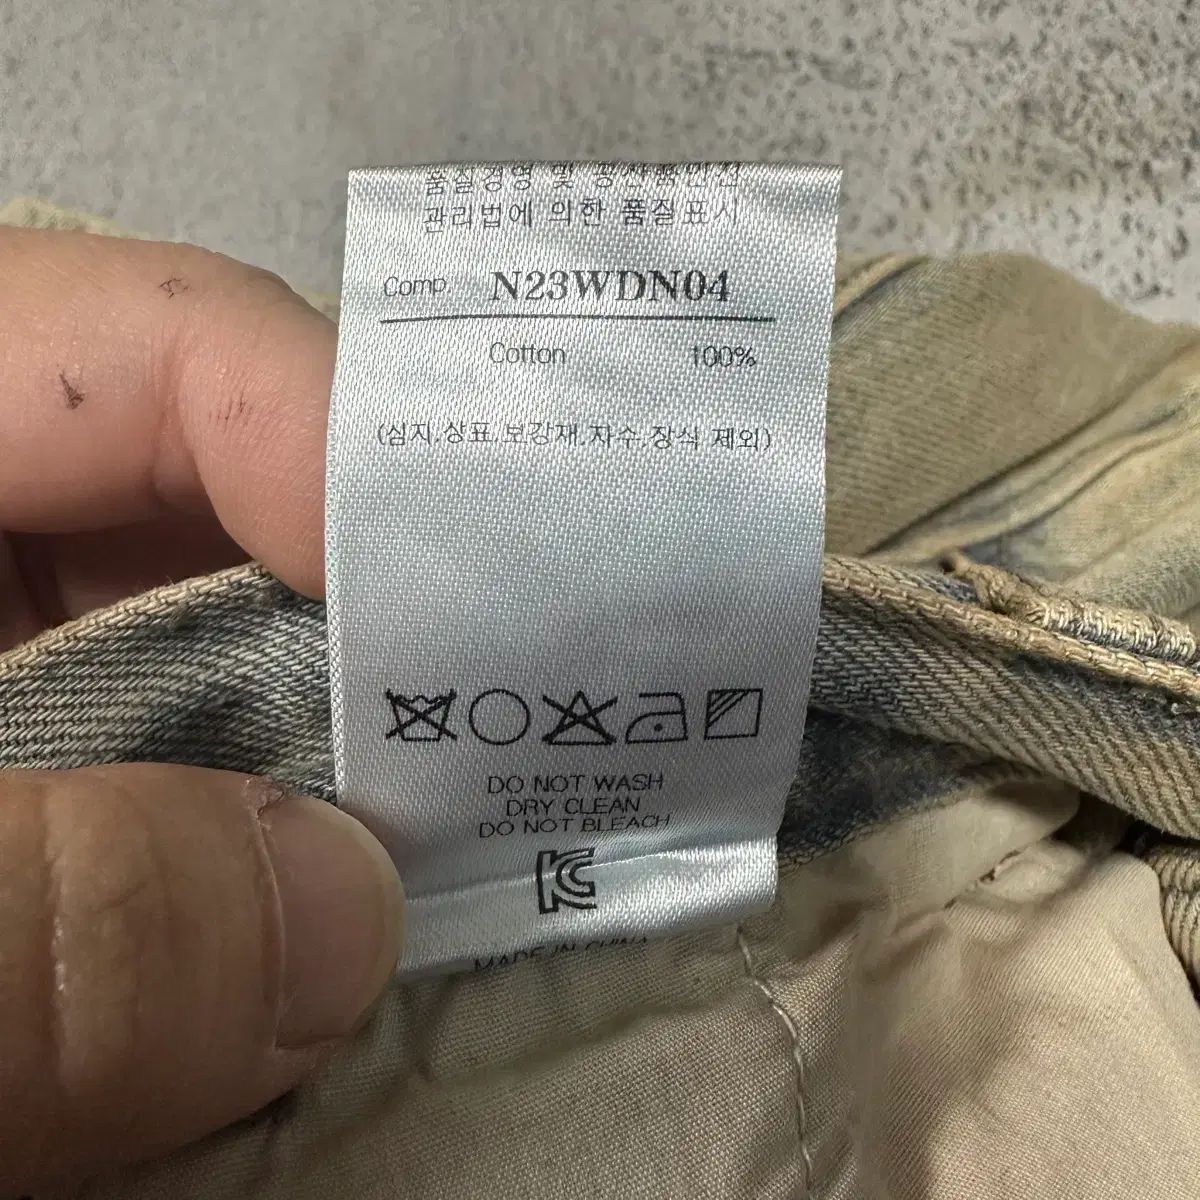 품질경영 및 공산품안전
관리법에 의한 품질표시
Comp N23WDN04
Cotton 100%
(심지,상표,보강재,자수,장식 제외)
DO NOT WASH
DRY CLEAN
DO NOT BLEACH
KC
MADE IN CHINA